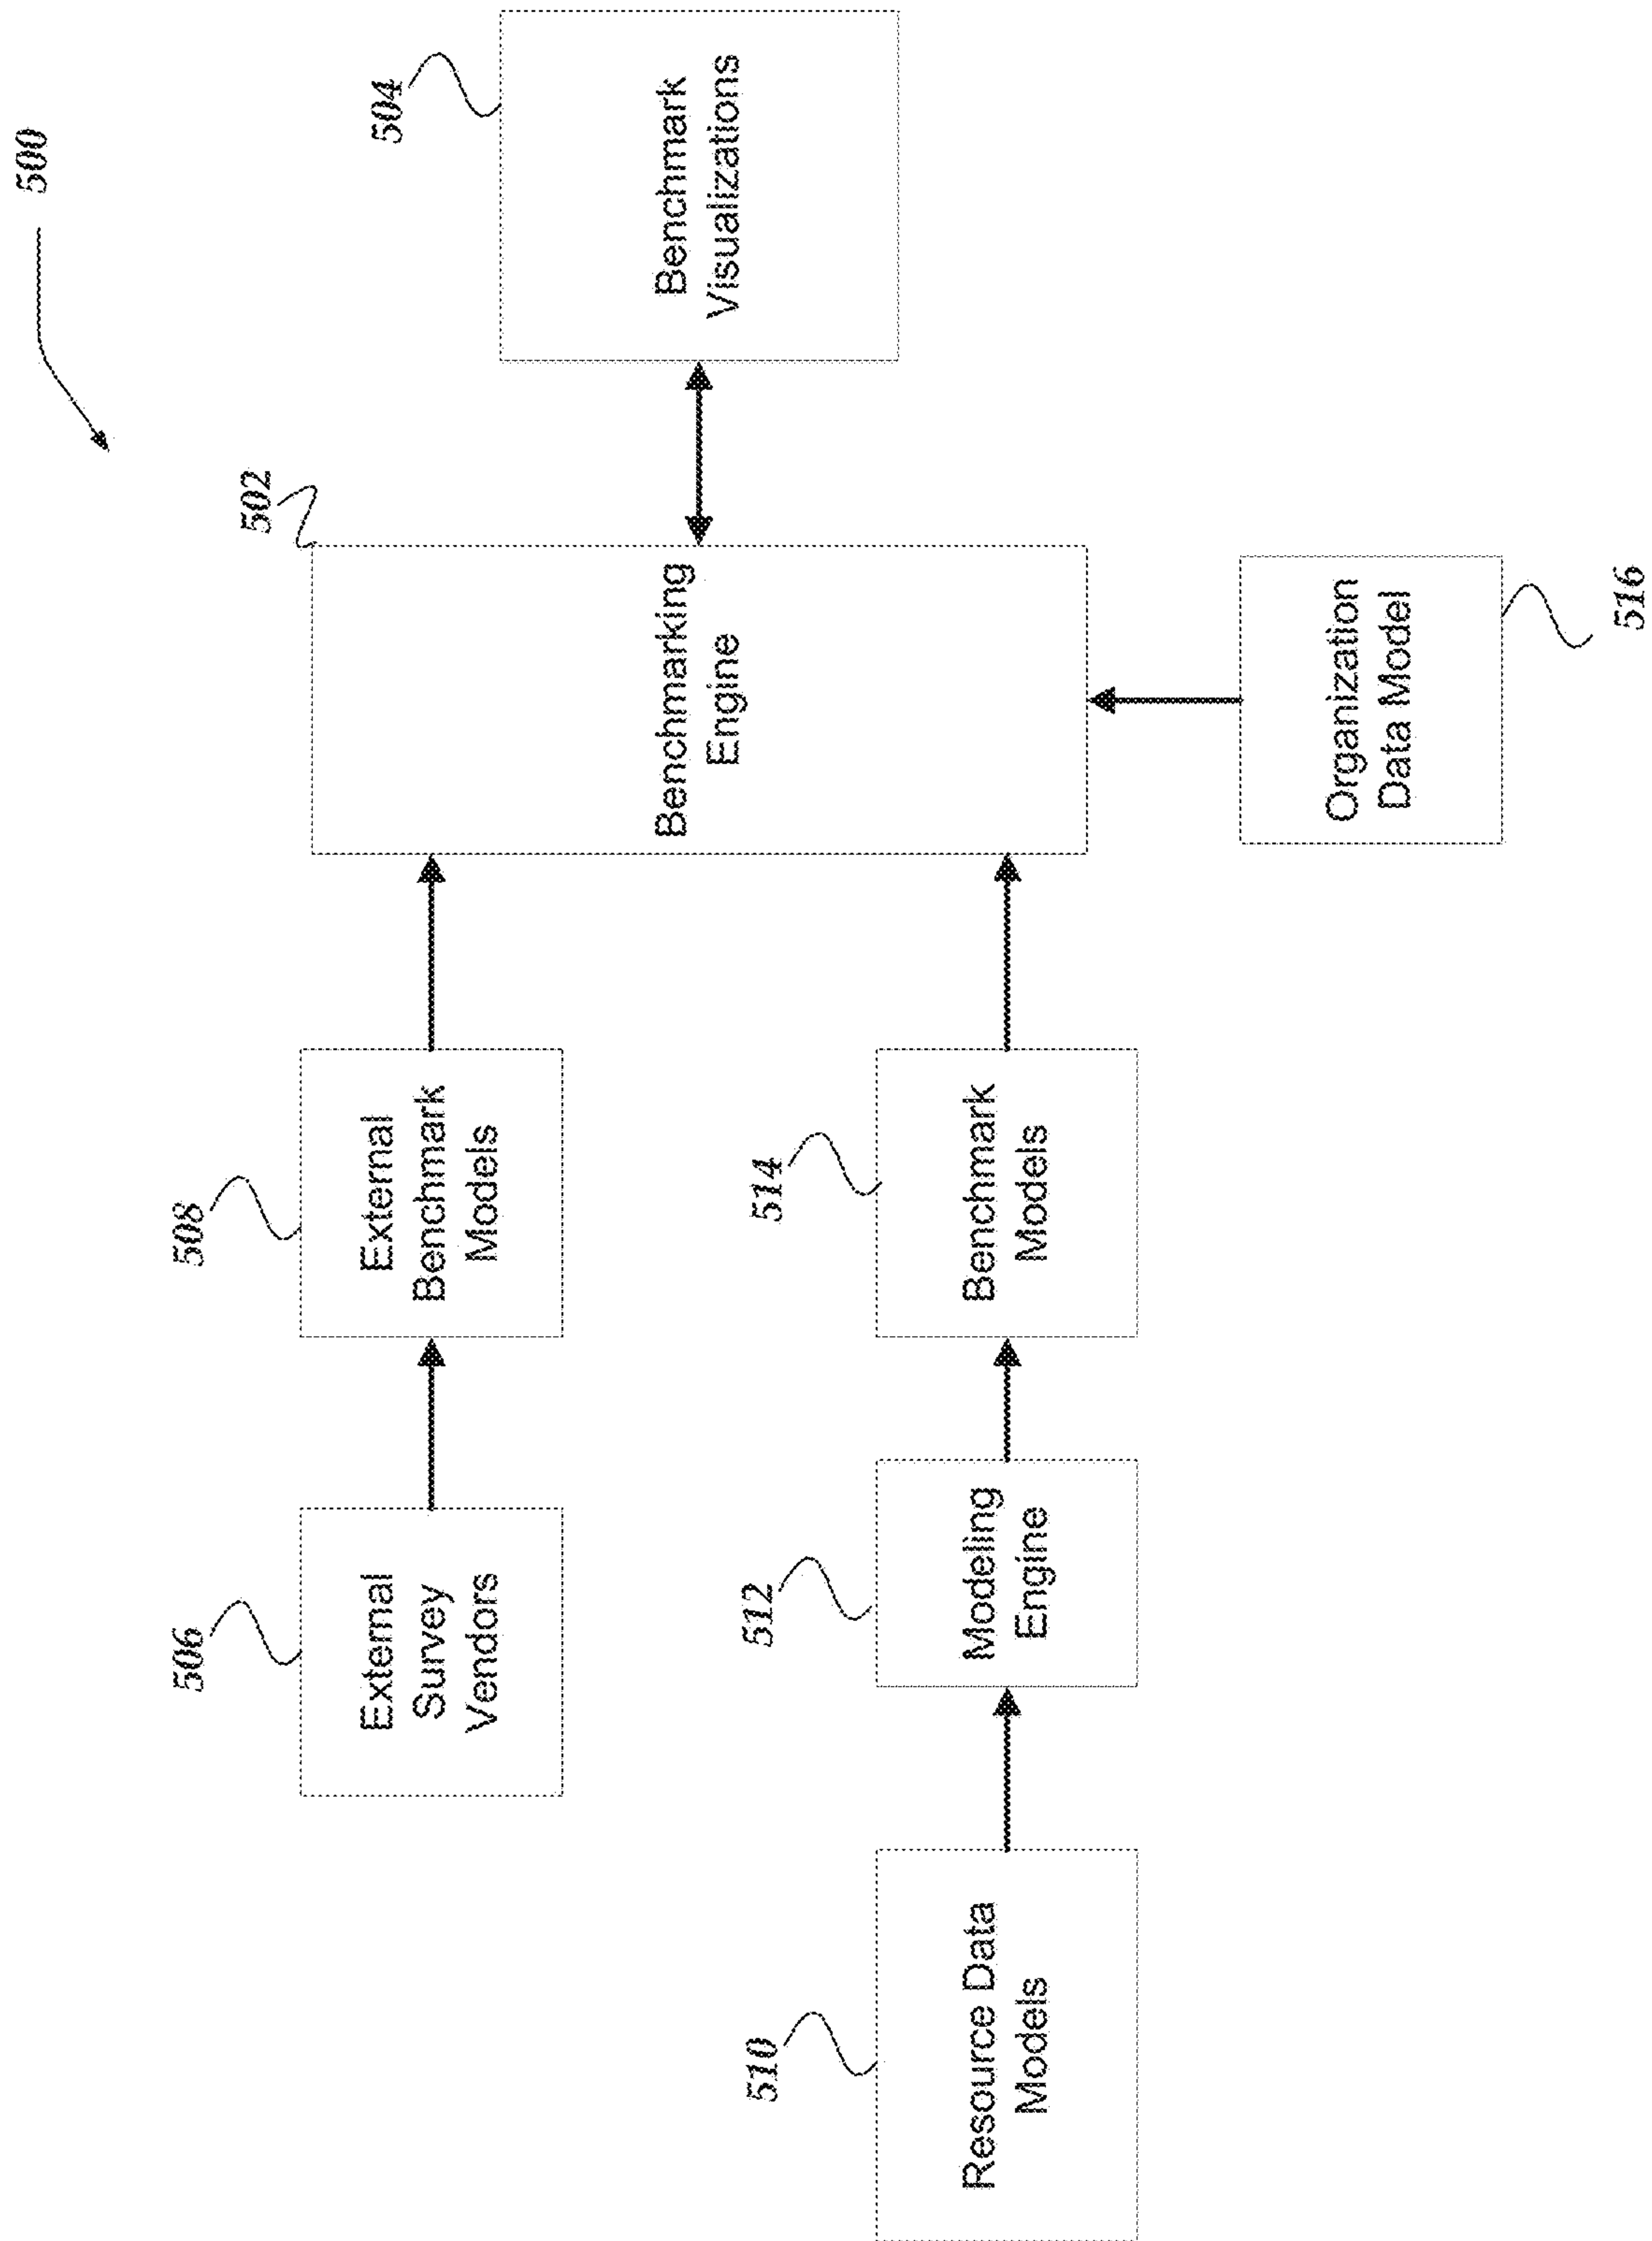 500
506
External
Survey
Vendors
508
External
Benchmark
Models
502
Benchmarking
Engine
504
Benchmark
Visualizations
510
Resource Data
Models
512
Modeling
Engine
514
Benchmark
Models
Organization
Data Model
516